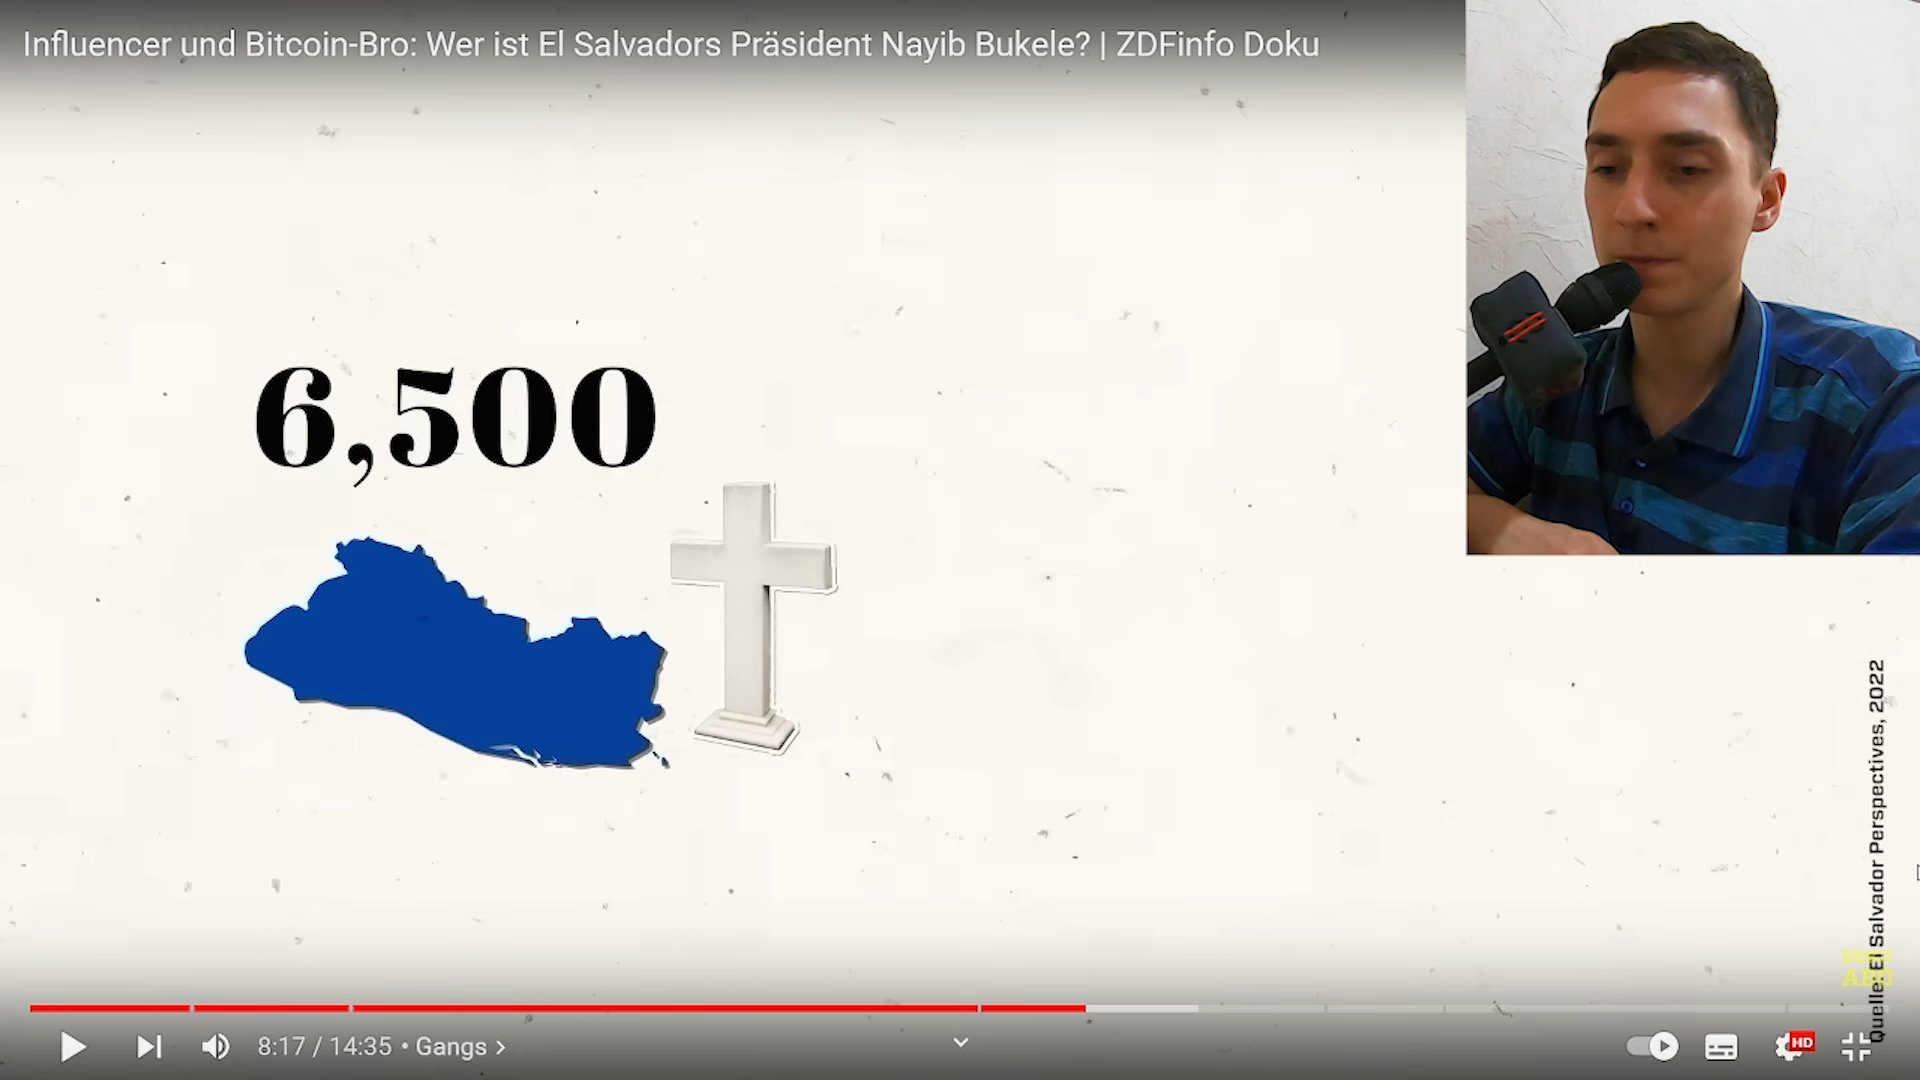 Influencer und Bitcoin-Bro: Wer ist El Salvadors Präsident Nayib Bukele? | ZDFinfo Doku
6,500
Quelle: El Salvador Perspectives, 2022
8:17 / 14:35 • Gangs >
HD